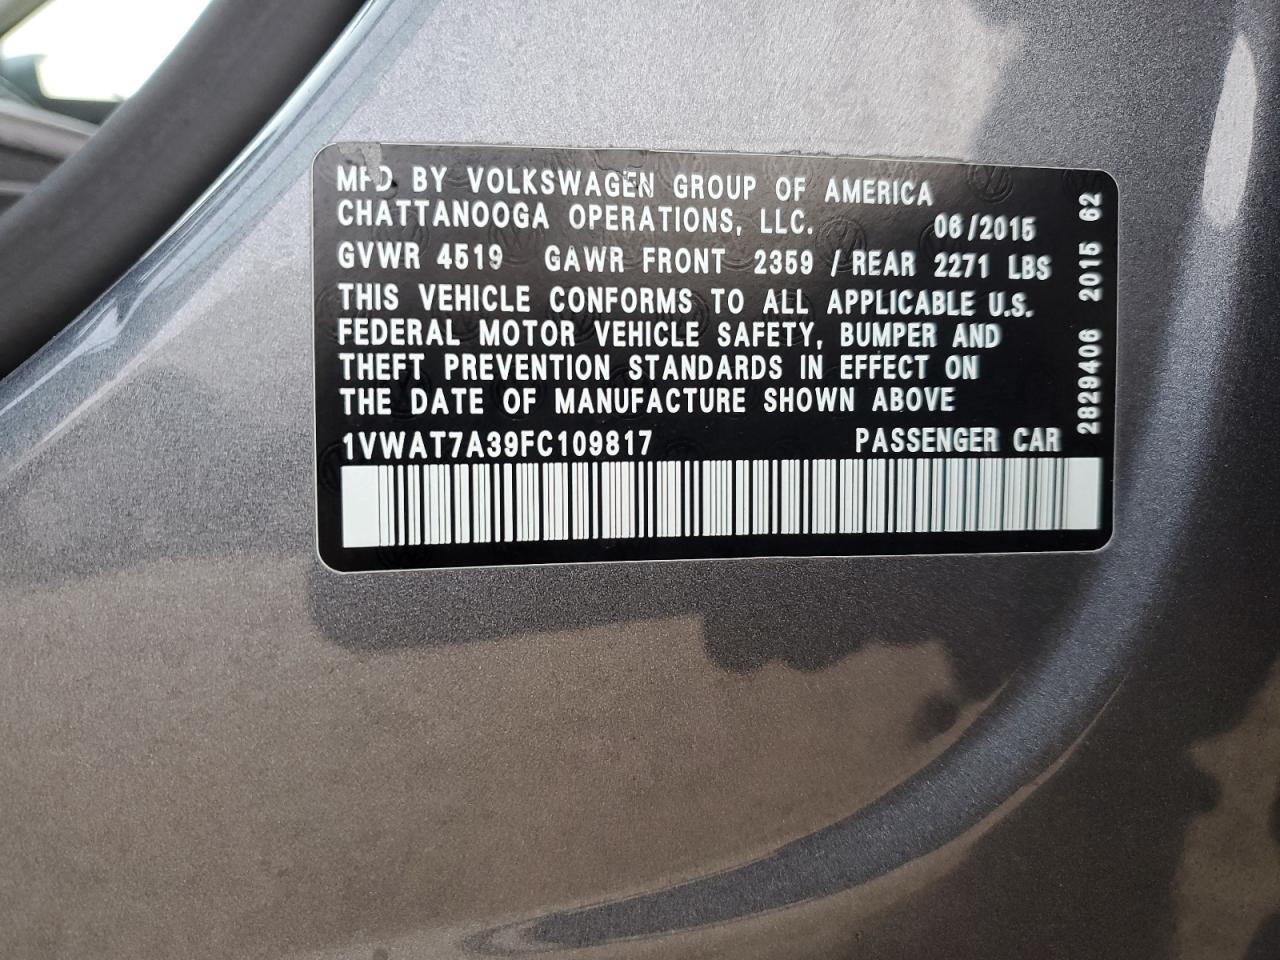 MFD BY VOLKSWAGEN GROUP OF AMERICA
CHATTANOOGA OPERATIONS, LLC. 06/2015
GVWR 4519 GAWR FRONT 2359 / REAR 2271 LBS
THIS VEHICLE CONFORMS TO ALL APPLICABLE U.S.
FEDERAL MOTOR VEHICLE SAFETY, BUMPER AND
THEFT PREVENTION STANDARDS IN EFFECT ON
THE DATE OF MANUFACTURE SHOWN ABOVE
1VWAT7A39FC109817 PASSENGER CAR
2829406 2015 62